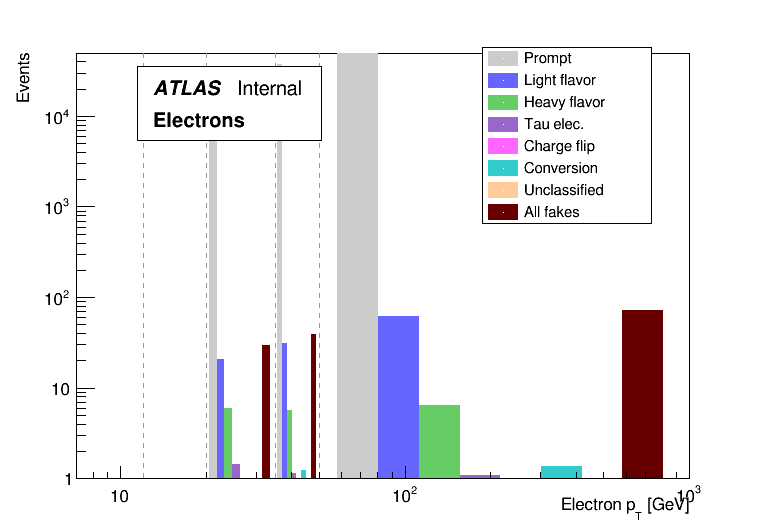 Events
ATLAS Internal
Electrons
Prompt
Light flavor
Heavy flavor
Tau elec.
Charge flip
Conversion
Unclassified
All fakes
10⁴
10³
10²
10
1
10
10²
10³
Electron p_T [GeV]